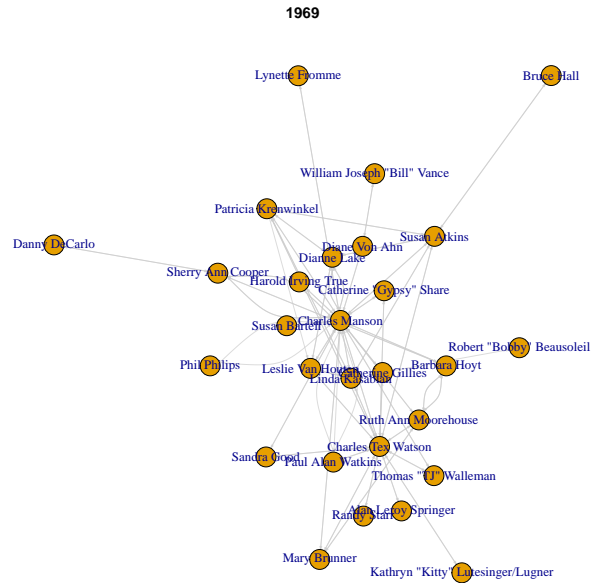 1969
Lynette Fromme
Bruce Hall
William Joseph "Bill" Vance
Patricia Krenwinkel
Susan Atkins
Danny DeCarlo
Diane Von Ahn
Dianne Lake
Sherry Ann Cooper
Harold Irving True
Catherine "Gypsy" Share
Charles Manson
Susan Bartell
Robert "Bobby" Beausoleil
Phil Philips
Leslie Van Houten
Catherine Gillies
Barbara Hoyt
Linda Kasabian
Ruth Ann Moorehouse
Charles Tex Watson
Sandra Good
Paul Alan Watkins
Thomas "TJ" Walleman
Alan Leroy Springer
Randy Starr
Mary Brunner
Kathryn "Kitty" Lutesinger/Lugner